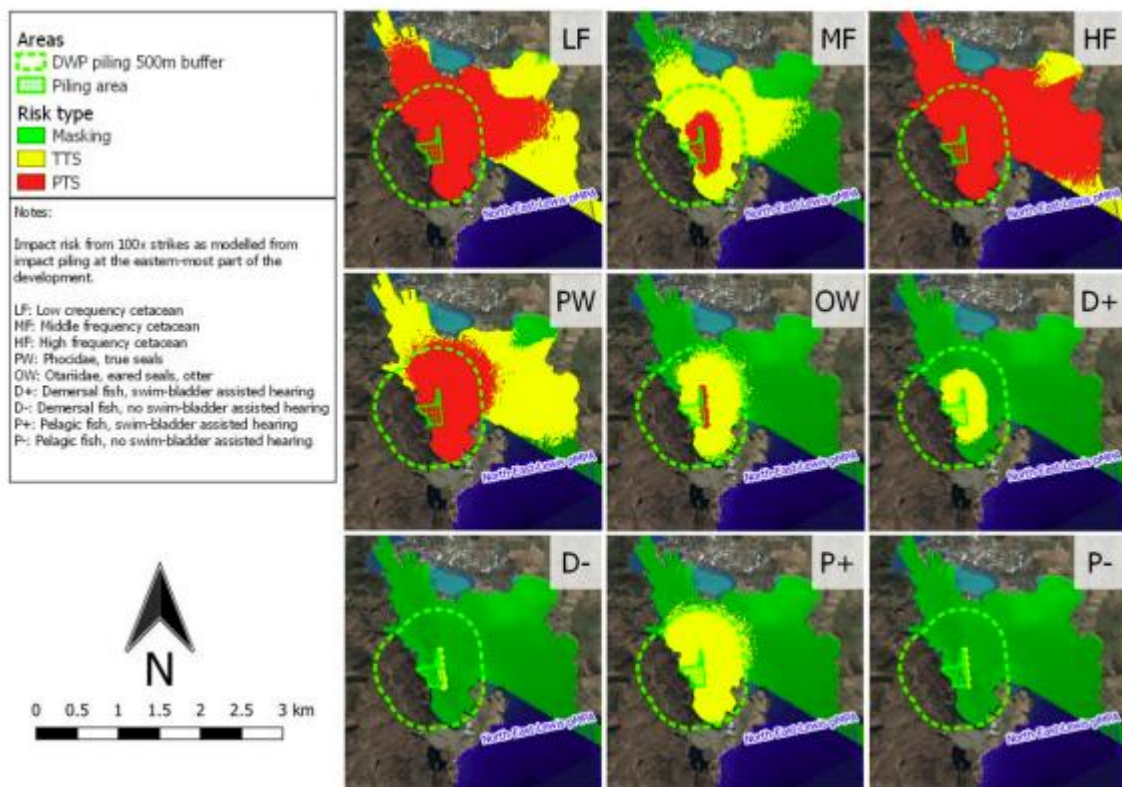 Areas
DWP piling 500m buffer
Piling area
Risk type
Masking
TTS
PTS
Notes:
Impact risk from 100x strikes as modelled from
impact piling at the eastern-most part of the
development.
LF: Low crequency cetacean
MF: Middle frequency cetacean
HF: High frequency cetacean
PW: Phocidae, true seals
OW: Otariidae, eared seals, otter
D+: Demersal fish, swim-bladder assisted hearing
D-: Demersal fish, no swim-bladder assisted hearing
P+: Pelagic fish, swim-bladder assisted hearing
P-: Pelagic fish, no swim-bladder assisted hearing
N
0 0.5 1 1.5 2 2.5 3 km
LF
North-East-Lewis pMPA
MF
North-East-Lewis pMPA
HF
North-East-Lewis pMPA
PW
North-East-Lewis pMPA
OW
North-East-Lewis pMPA
D+
North-East-Lewis pMPA
D-
North-East-Lewis pMPA
P+
North-East-Lewis pMPA
P-
North-East-Lewis pMPA